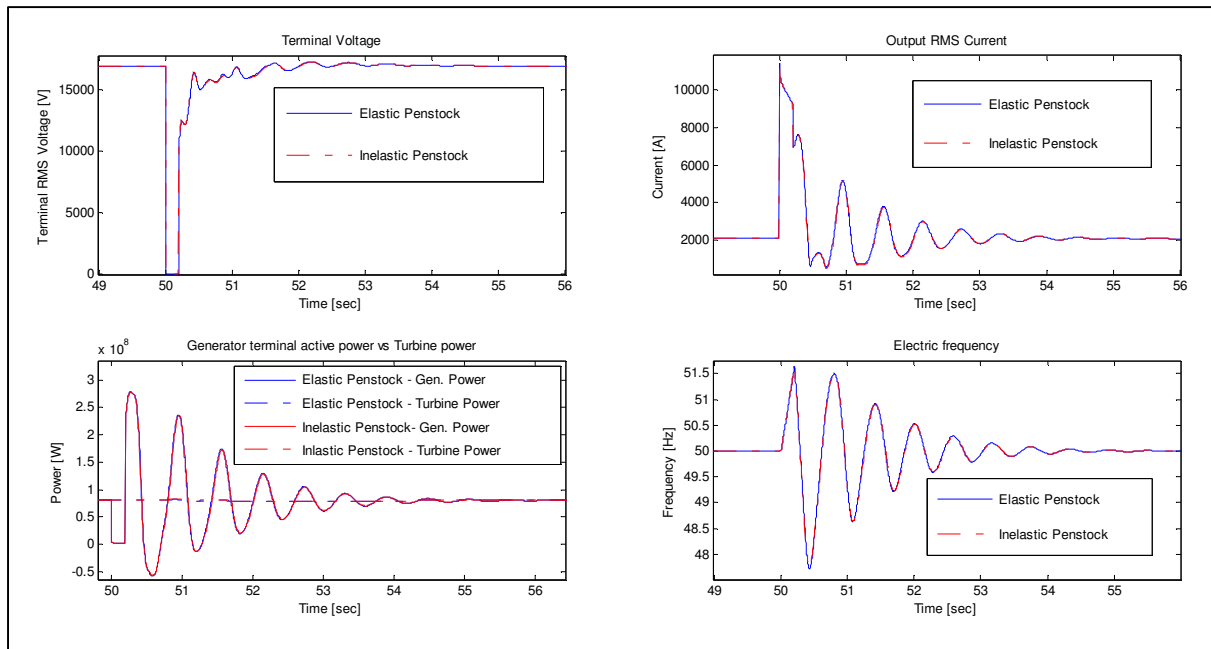 Terminal Voltage
Terminal RMS Voltage [V]
15000
10000
5000
0
Elastic Penstock
Inelastic Penstock
49 50 51 52 53 54 55 56
Time [sec]
Output RMS Current
Current [A]
10000
8000
6000
4000
2000
Elastic Penstock
Inelastic Penstock
49 50 51 52 53 54 55 56
Time [sec]
Generator terminal active power vs Turbine power
x 10^8
Power [W]
3
2.5
2
1.5
1
0.5
0
-0.5
Elastic Penstock - Gen. Power
Elastic Penstock - Turbine Power
Inelastic Penstock- Gen. Power
Inlastic Penstock - Turbine Power
50 51 52 53 54 55 56
Time [sec]
Electric frequency
Frequency [Hz]
51.5
51
50.5
50
49.5
49
48.5
48
Elastic Penstock
Inelastic Penstock
49 50 51 52 53 54 55
Time [sec]